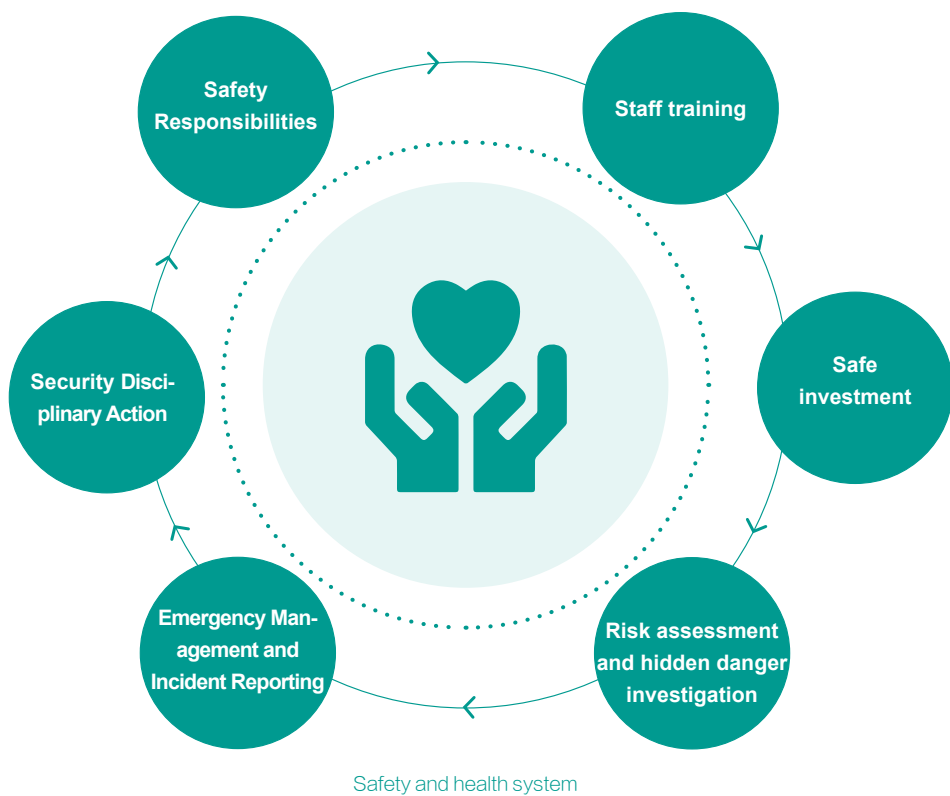 Safety
Responsibilities
Staff training
Safe
investment
Risk assessment
and hidden danger
investigation
Emergency Man-
agement and
Incident Reporting
Security Disci-
plinary Action
Safety and health system